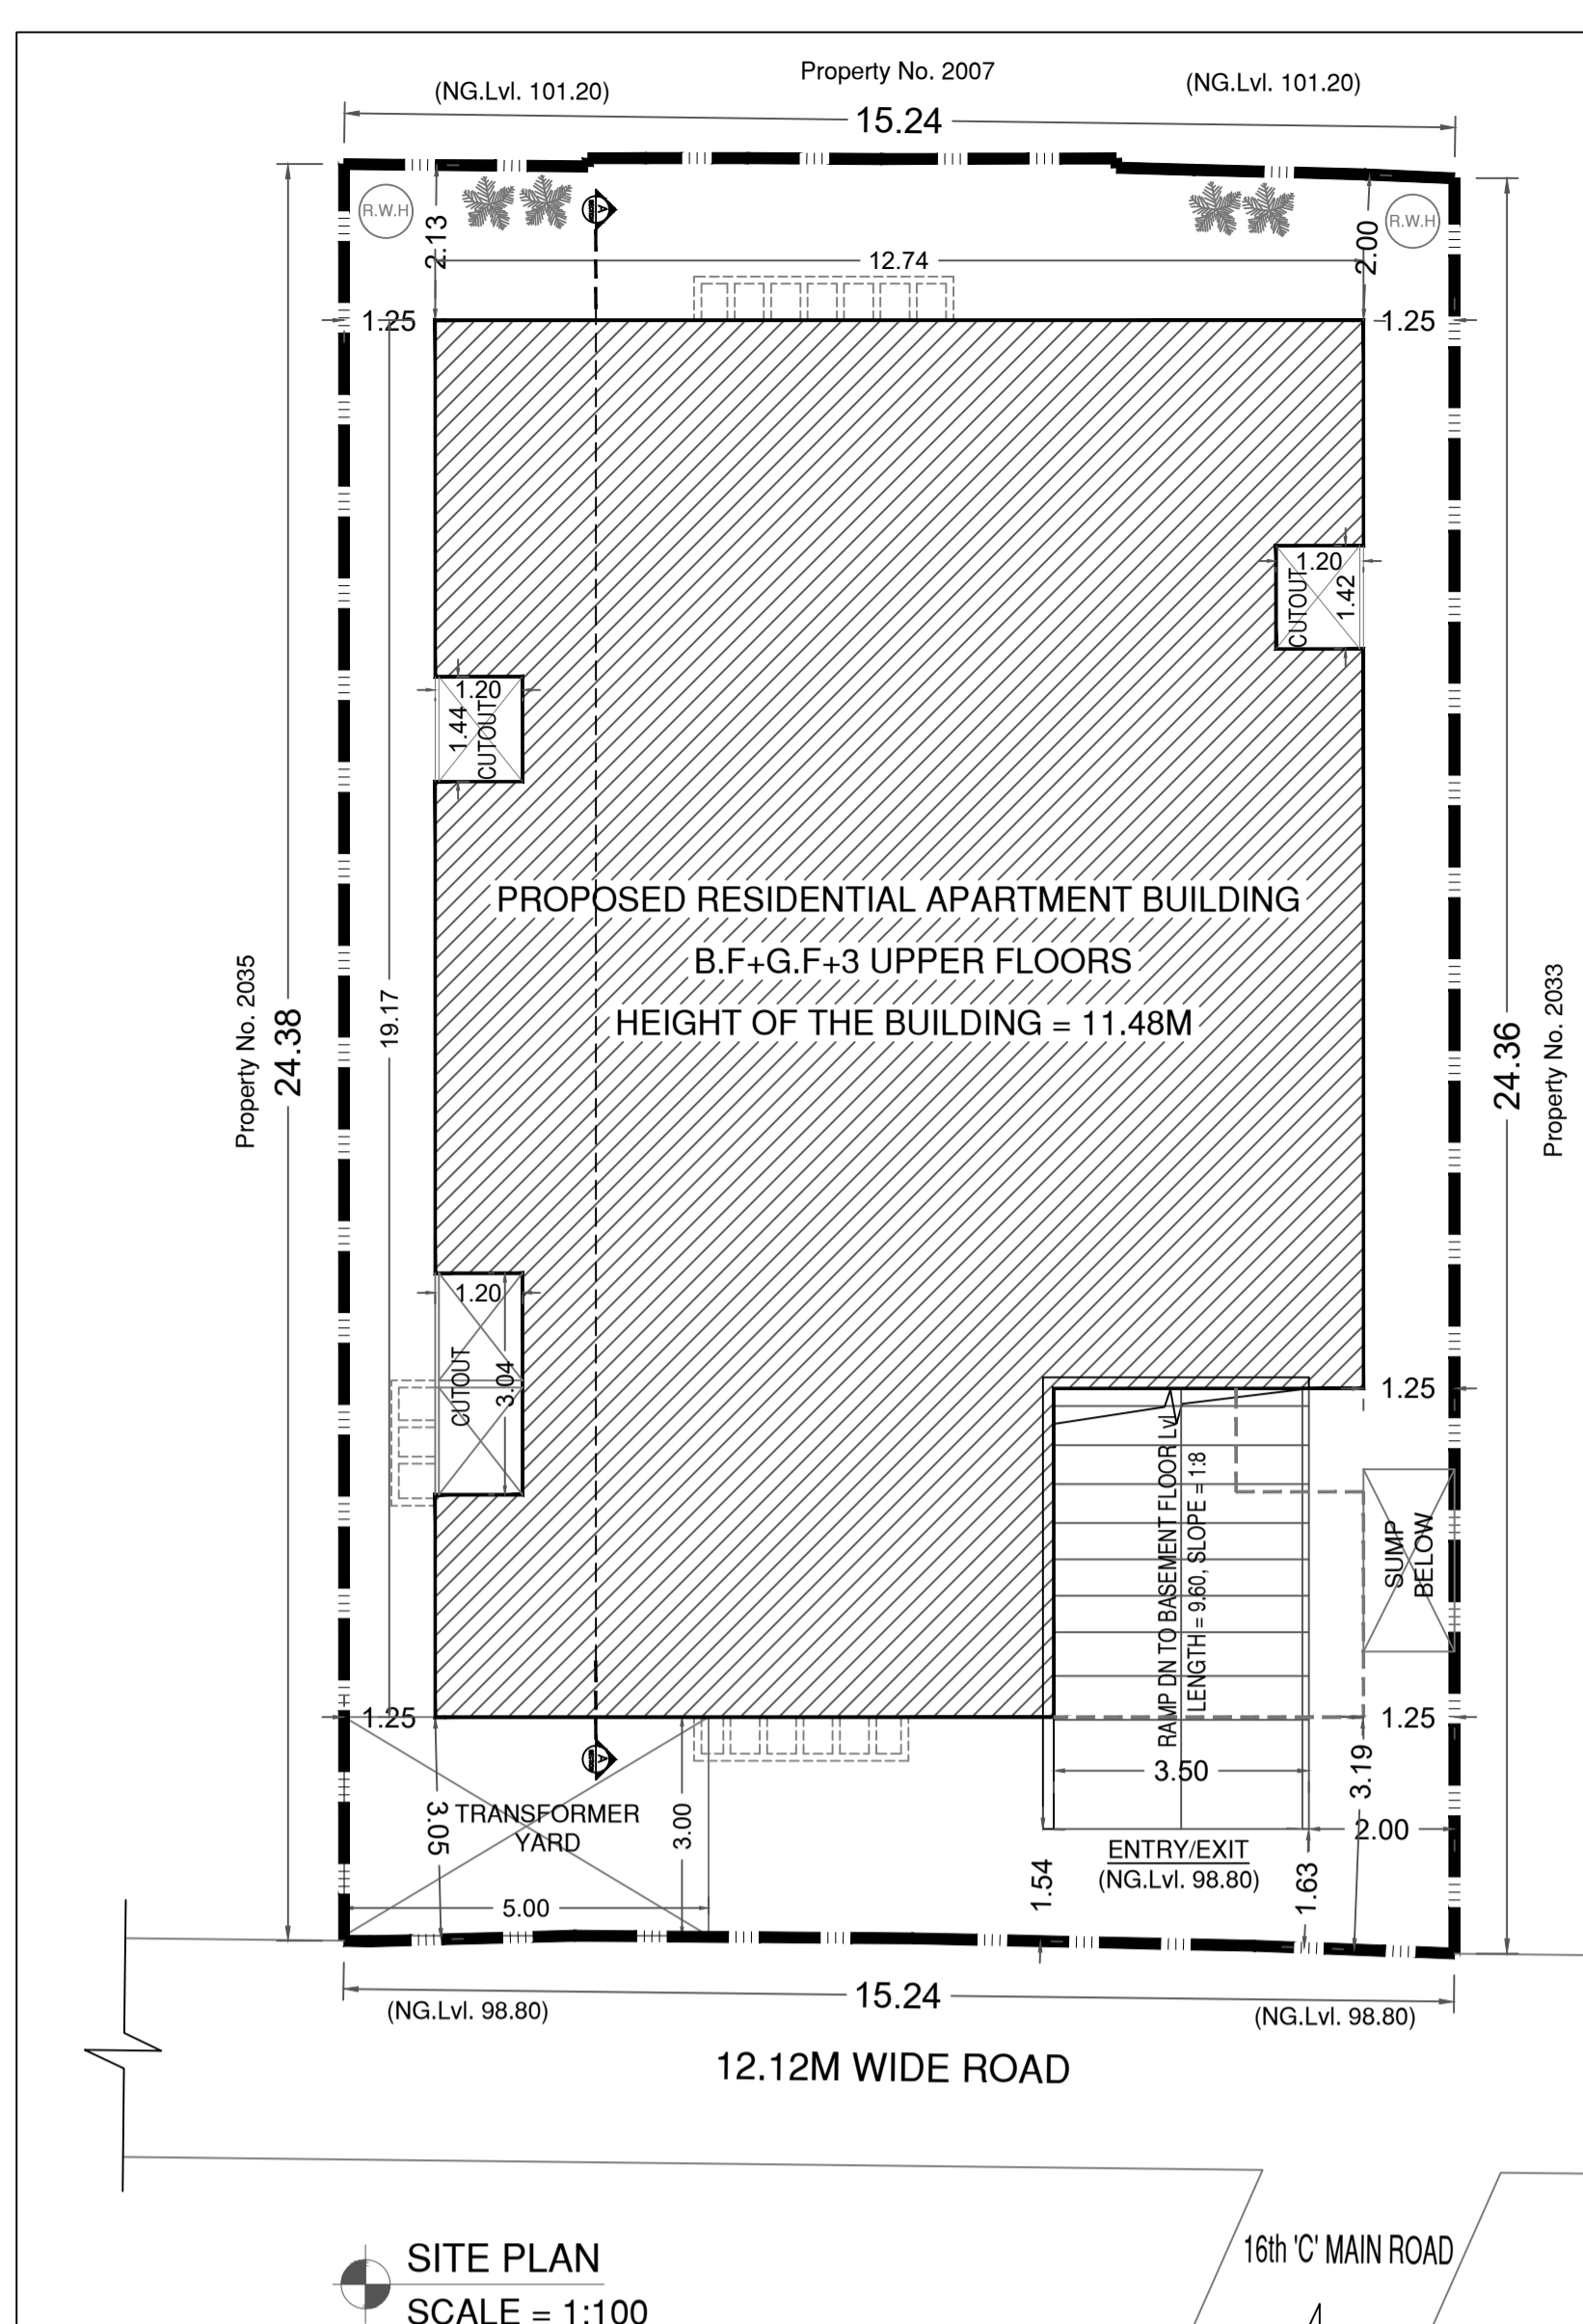 Property No. 2007
(NG.Lvl. 101.20)
(NG.Lvl. 101.20)
15.24
R.W.H
R.W.H
2.13
A
2.00
12.74
1.25
1.25
1.20
CUTOUT
1.42
1.20
1.44
CUTOUT
PROPOSED RESIDENTIAL APARTMENT BUILDING
B.F+G.F+3 UPPER FLOORS
HEIGHT OF THE BUILDING = 11.48M
Property No. 2035
24.38
19.17
24.36
Property No. 2033
1.20
CUTOUT
3.04
1.25
RAMP DN TO BASEMENT FLOOR Lvl
LENGTH = 9.60, SLOPE = 1:8
SUMP
BELOW
1.25
1.25
3.50
3.19
3.05
TRANSFORMER
YARD
3.00
2.00
ENTRY/EXIT
(NG.Lvl. 98.80)
1.54
1.63
5.00
A
15.24
(NG.Lvl. 98.80)
(NG.Lvl. 98.80)
12.12M WIDE ROAD
16th 'C' MAIN ROAD
SITE PLAN
SCALE = 1:100